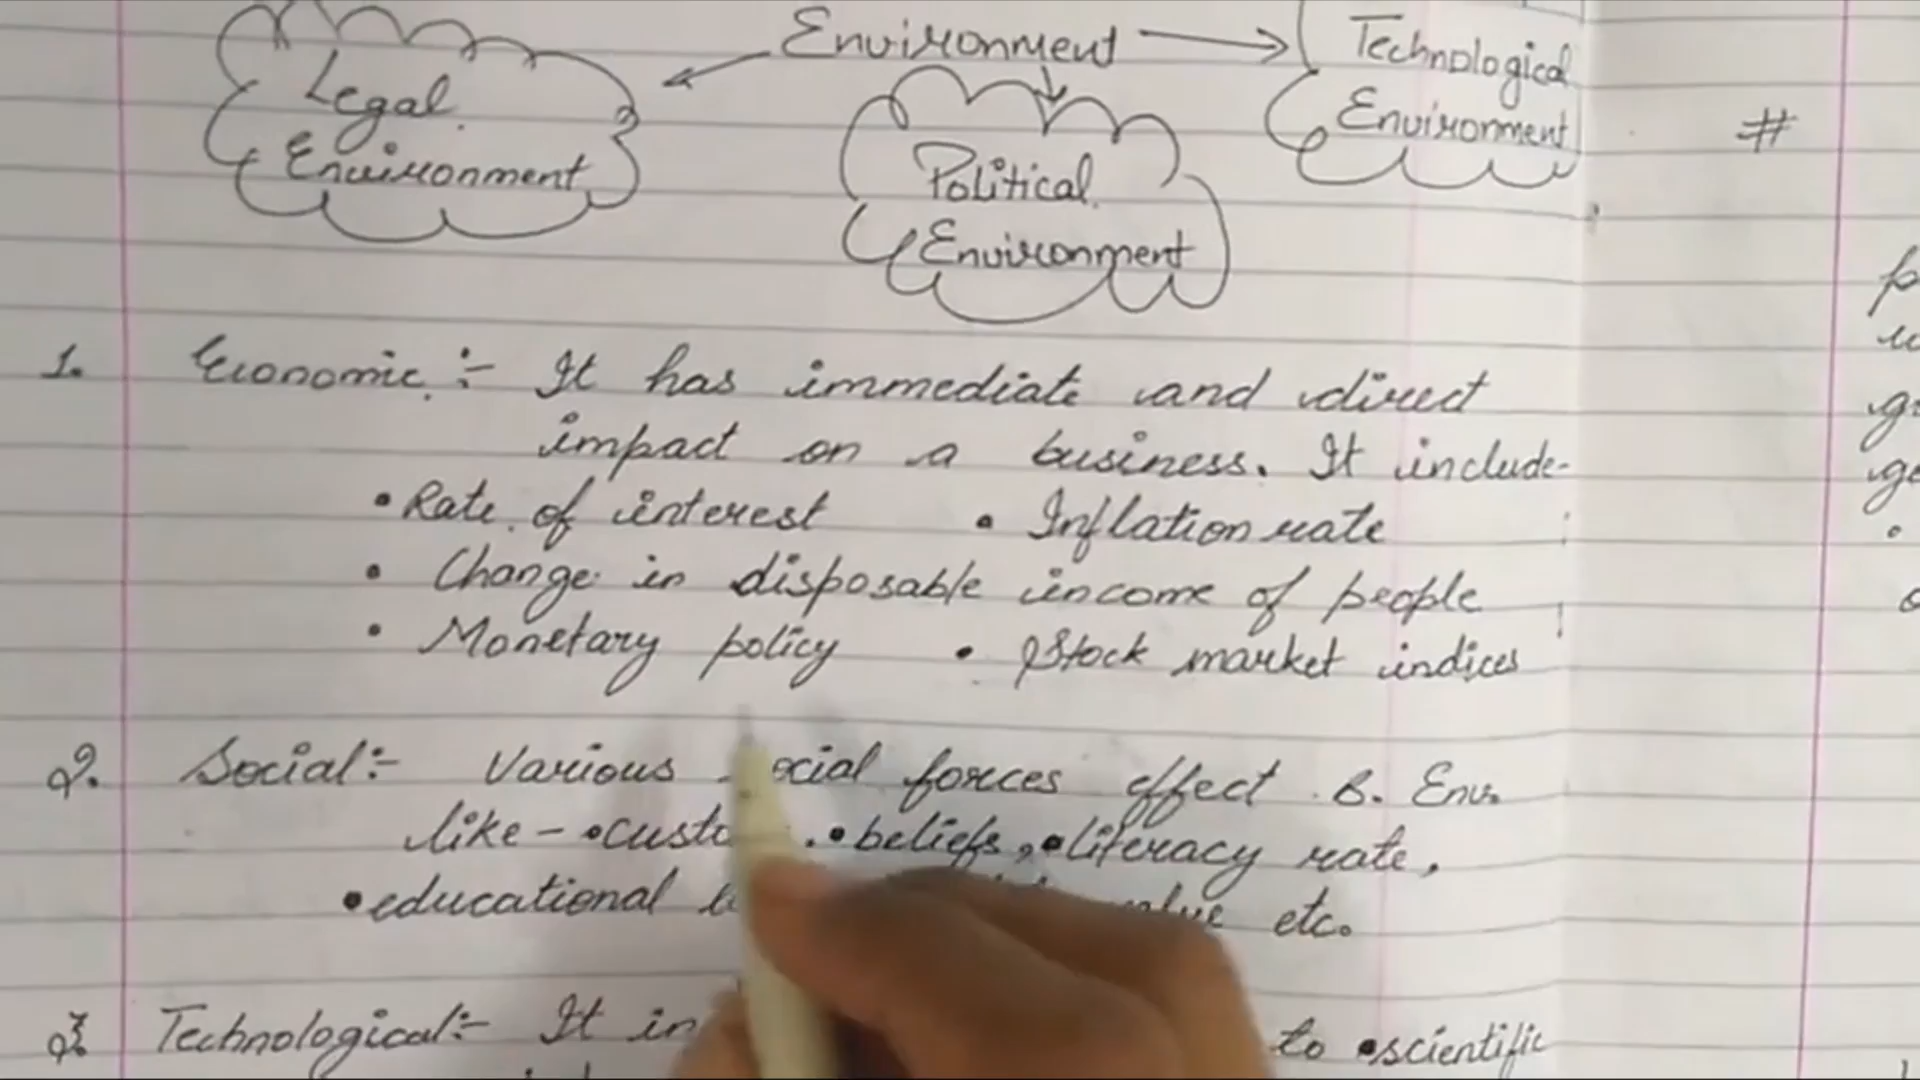 Environment
Technological
Environment
Legal
Environment
#
Political
Environment
1. Economic :- It has immediate and direct
impact on a business. It include-
• Rate of interest • Inflation rate
• Change in disposable income of people
• Monetary policy • Stock market indices
2. Social:- Various social forces effect B. Env.
like - • beliefs, • literacy rate,
• educational etc.
3. Technological:- It to • scientific